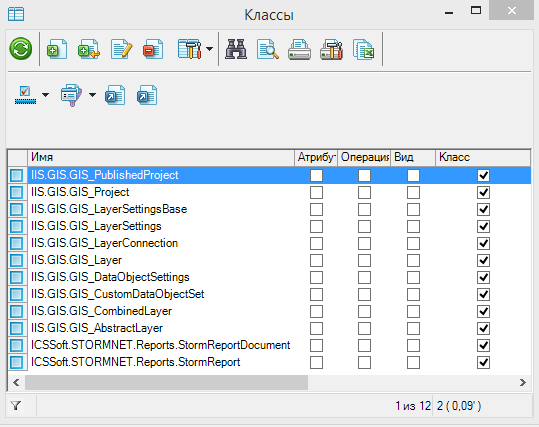 Классы
Имя Атрибут Операция Вид Класс
IIS.GIS.GIS_PublishedProject
IIS.GIS.GIS_Project
IIS.GIS.GIS_LayerSettingsBase
IIS.GIS.GIS_LayerSettings
IIS.GIS.GIS_LayerConnection
IIS.GIS.GIS_Layer
IIS.GIS.GIS_DataObjectSettings
IIS.GIS.GIS_CustomDataObjectSet
IIS.GIS.GIS_CombinedLayer
IIS.GIS.GIS_AbstractLayer
ICSSoft.STORMNET.Reports.StormReportDocument
ICSSoft.STORMNET.Reports.StormReport
1 из 12 2 ( 0,09' )